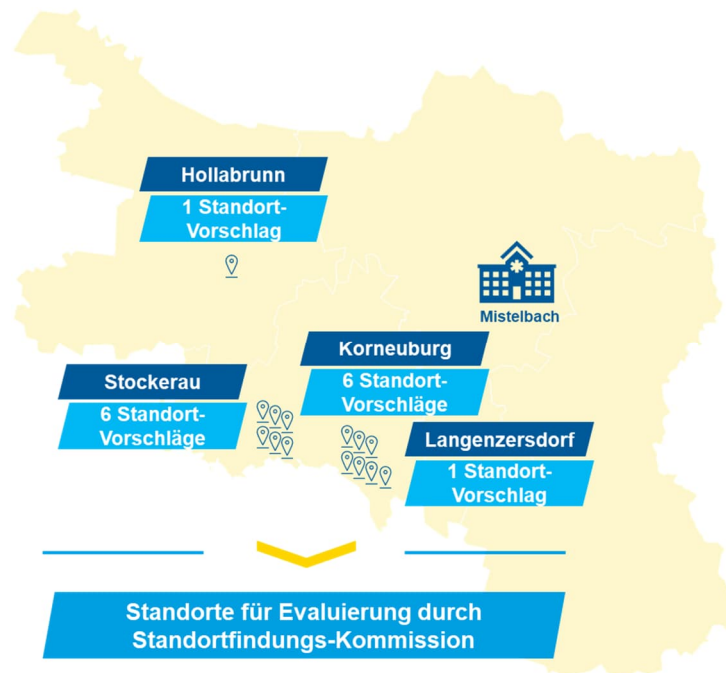 Hollabrunn
1 Standort-
Vorschlag
Mistelbach
Korneuburg
6 Standort-
Vorschläge
Stockerau
6 Standort-
Vorschläge
Langenzersdorf
1 Standort-
Vorschlag
Standorte für Evaluierung durch
Standortfindungs-Kommission